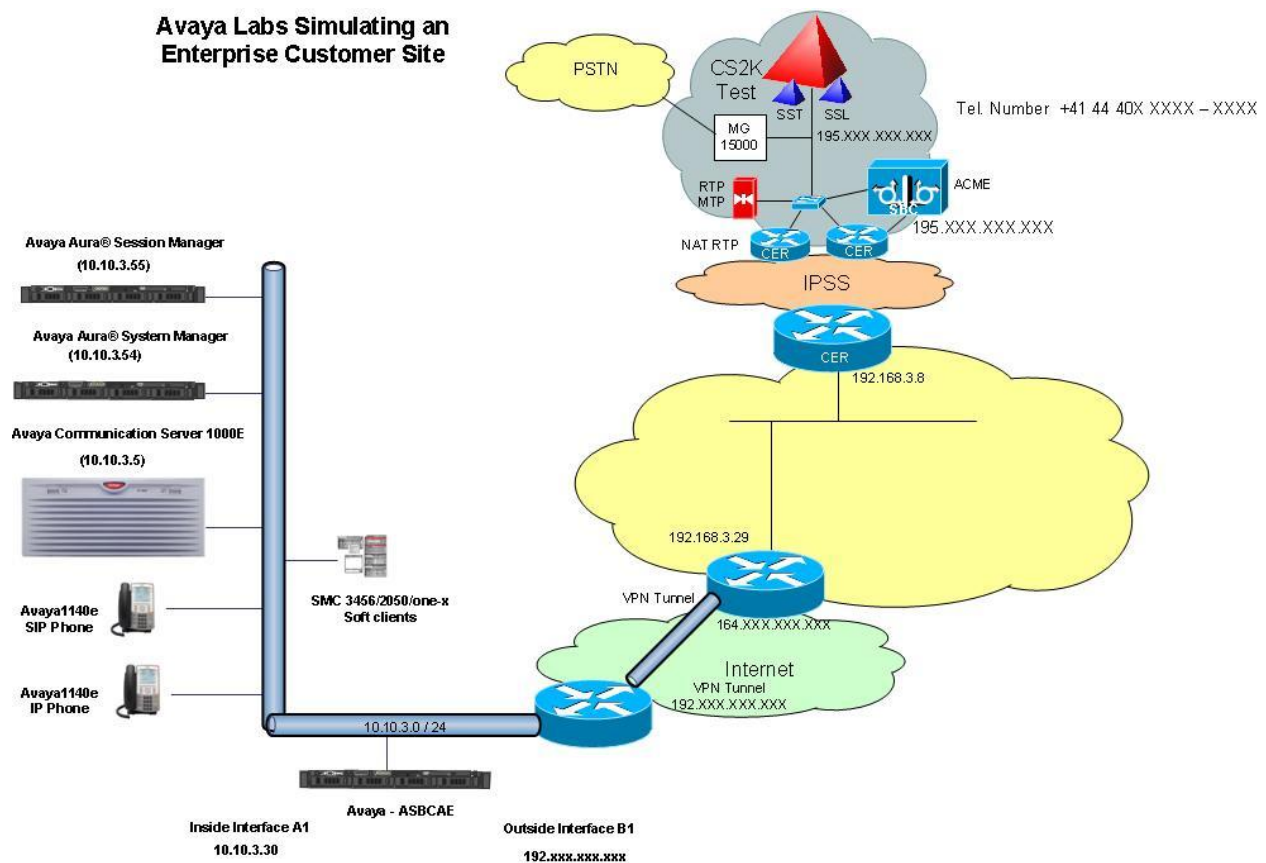 Avaya Labs Simulating an
Enterprise Customer Site
PSTN
CS2K
Test
SST
SSL
Tel. Number +41 44 40X XXXX – XXXX
MG
15000
195.XXX.XXX.XXX
RTP
MTP
ACME
SBC
195.XXX.XXX.XXX
NAT RTP
CER
CER
IPSS
CER
192.168.3.8
Avaya Aura® Session Manager
(10.10.3.55)
Avaya Aura® System Manager
(10.10.3.54)
Avaya Communication Server 1000E
(10.10.3.5)
SMC 3456/2050/one-x
Soft clients
Avaya1140e
SIP Phone
Avaya1140e
IP Phone
192.168.3.29
VPN Tunnel
164.XXX.XXX.XXX
Internet
VPN Tunnel
192.XXX.XXX.XXX
10.10.3.0 / 24
Avaya - ASBCAE
Inside Interface A1
10.10.3.30
Outside Interface B1
192.xxx.xxx.xxx